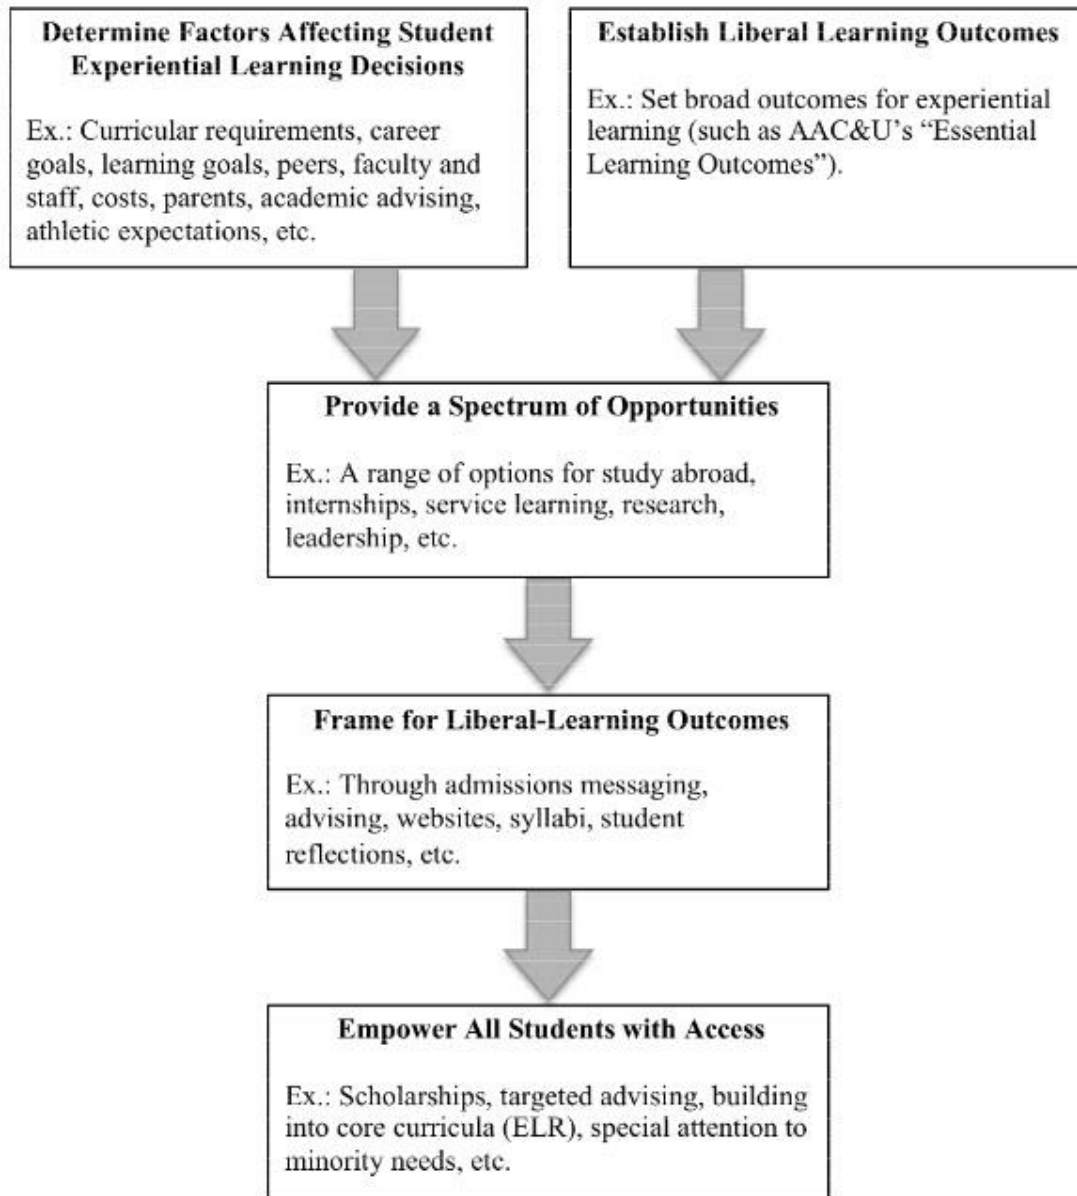 Determine Factors Affecting Student
Experiential Learning Decisions
Ex.: Curricular requirements, career
goals, learning goals, peers, faculty and
staff, costs, parents, academic advising,
athletic expectations, etc.
Establish Liberal Learning Outcomes
Ex.: Set broad outcomes for experiential
learning (such as AAC&U’s “Essential
Learning Outcomes”).
Provide a Spectrum of Opportunities
Ex.: A range of options for study abroad,
internships, service learning, research,
leadership, etc.
Frame for Liberal-Learning Outcomes
Ex.: Through admissions messaging,
advising, websites, syllabi, student
reflections, etc.
Empower All Students with Access
Ex.: Scholarships, targeted advising, building
into core curricula (ELR), special attention to
minority needs, etc.